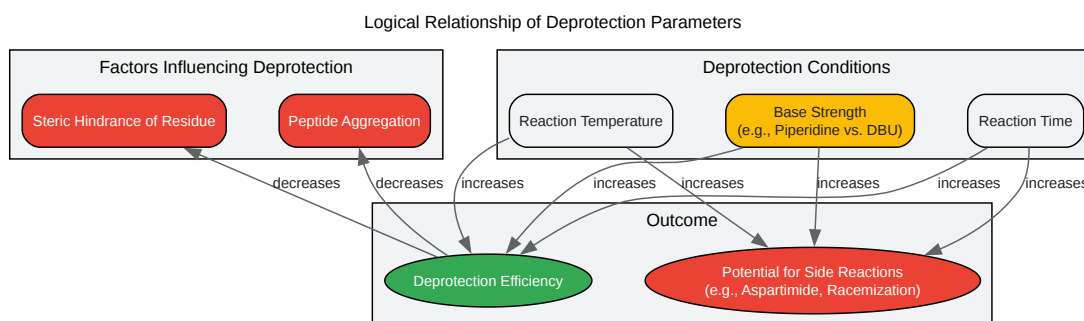 Logical Relationship of Deprotection Parameters
Factors Influencing Deprotection
Deprotection Conditions
Steric Hindrance of Residue
Peptide Aggregation
Reaction Temperature
Base Strength
(e.g., Piperidine vs. DBU)
Reaction Time
decreases
decreases
increases
increases
increases
increases
increases
increases
Outcome
Deprotection Efficiency
Potential for Side Reactions
(e.g., Aspartimide, Racemization)